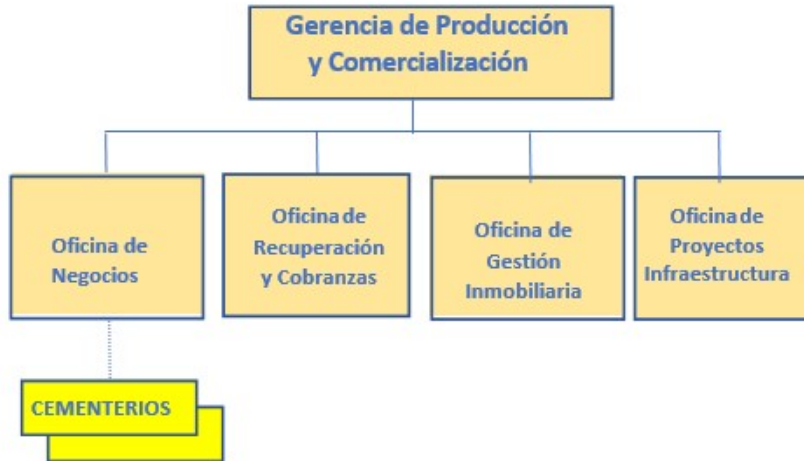 Gerencia de Producción
y Comercialización
Oficina de
Negocios
Oficina de
Recuperación
y Cobranzas
Oficina de
Gestión
Inmobiliaria
Oficina de
Proyectos
Infraestructura
CEMENTERIOS